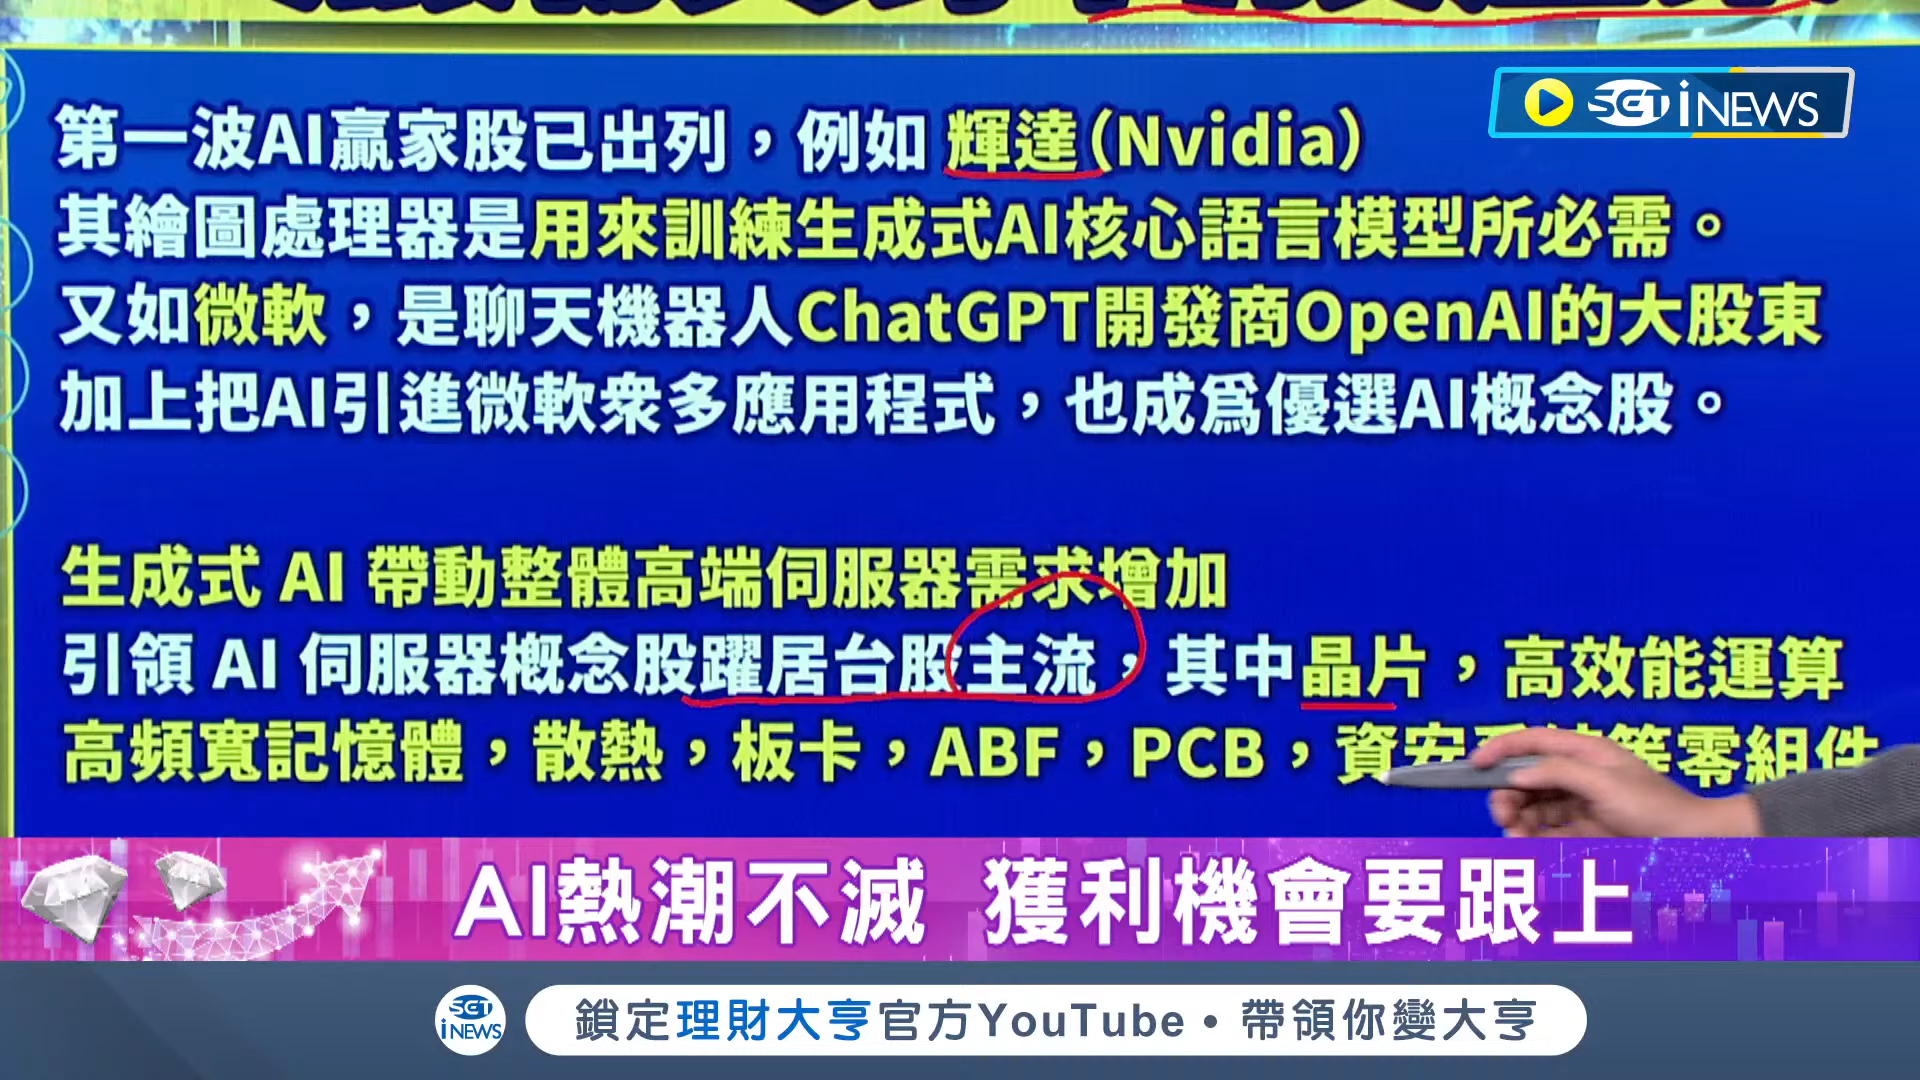 SET iNEWS
第一波AI贏家股已出列，例如 輝達(Nvidia)
其繪圖處理器是用來訓練生成式AI核心語言模型所必需。
又如微軟，是聊天機器人ChatGPT開發商OpenAI的大股東
加上把AI引進微軟衆多應用程式，也成爲優選AI概念股。
生成式 AI 帶動整體高端伺服器需求增加
引領 AI 伺服器概念股躍居台股主流，其中晶片，高效能運算
高頻寬記憶體，散熱，板卡，ABF，PCB，資安 等零組件
AI熱潮不滅 獲利機會要跟上
SET iNEWS
鎖定理財大亨官方YouTube・帶領你變大亨